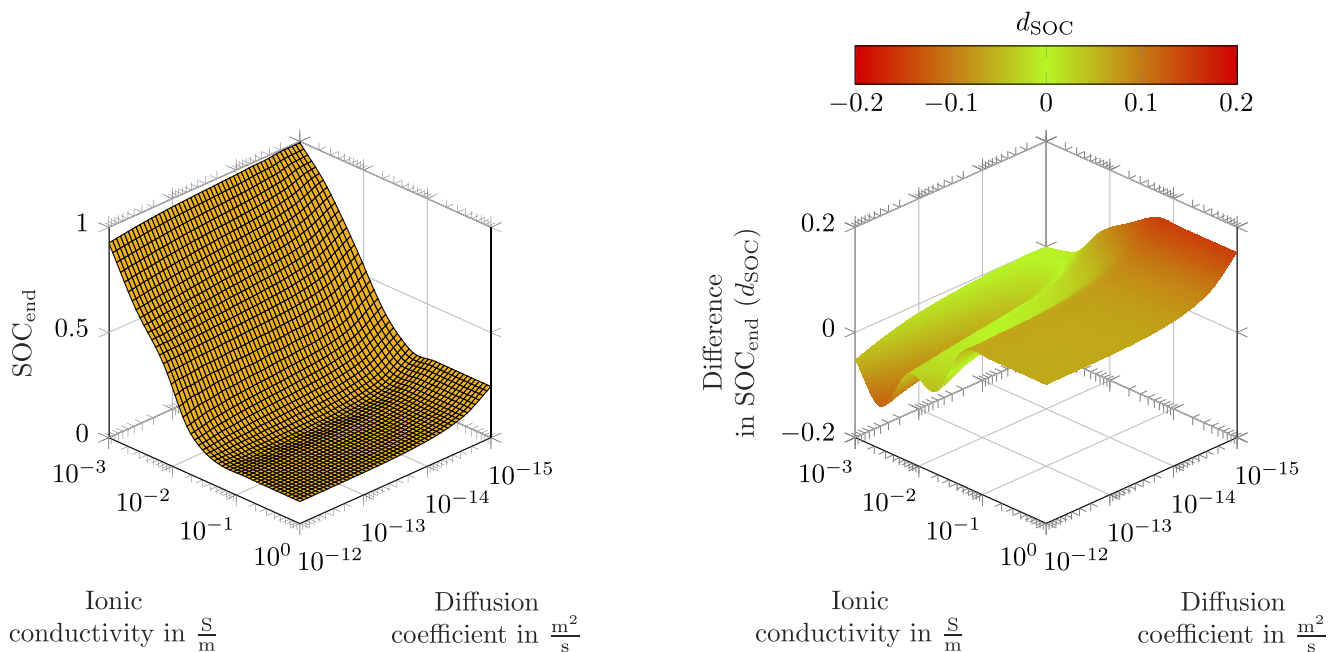 1
0.5
0
SOC_end
10^−3
10^−2
10^−1
10^0
10^−12
10^−13
10^−14
10^−15
Ionic
conductivity in S/m
Diffusion
coefficient in m²/s
d_SOC
−0.2 −0.1 0 0.1 0.2
0.2
0
−0.2
Difference
in SOC_end (d_SOC)
10^−3
10^−2
10^−1
10^0
10^−12
10^−13
10^−14
10^−15
Ionic
conductivity in S/m
Diffusion
coefficient in m²/s